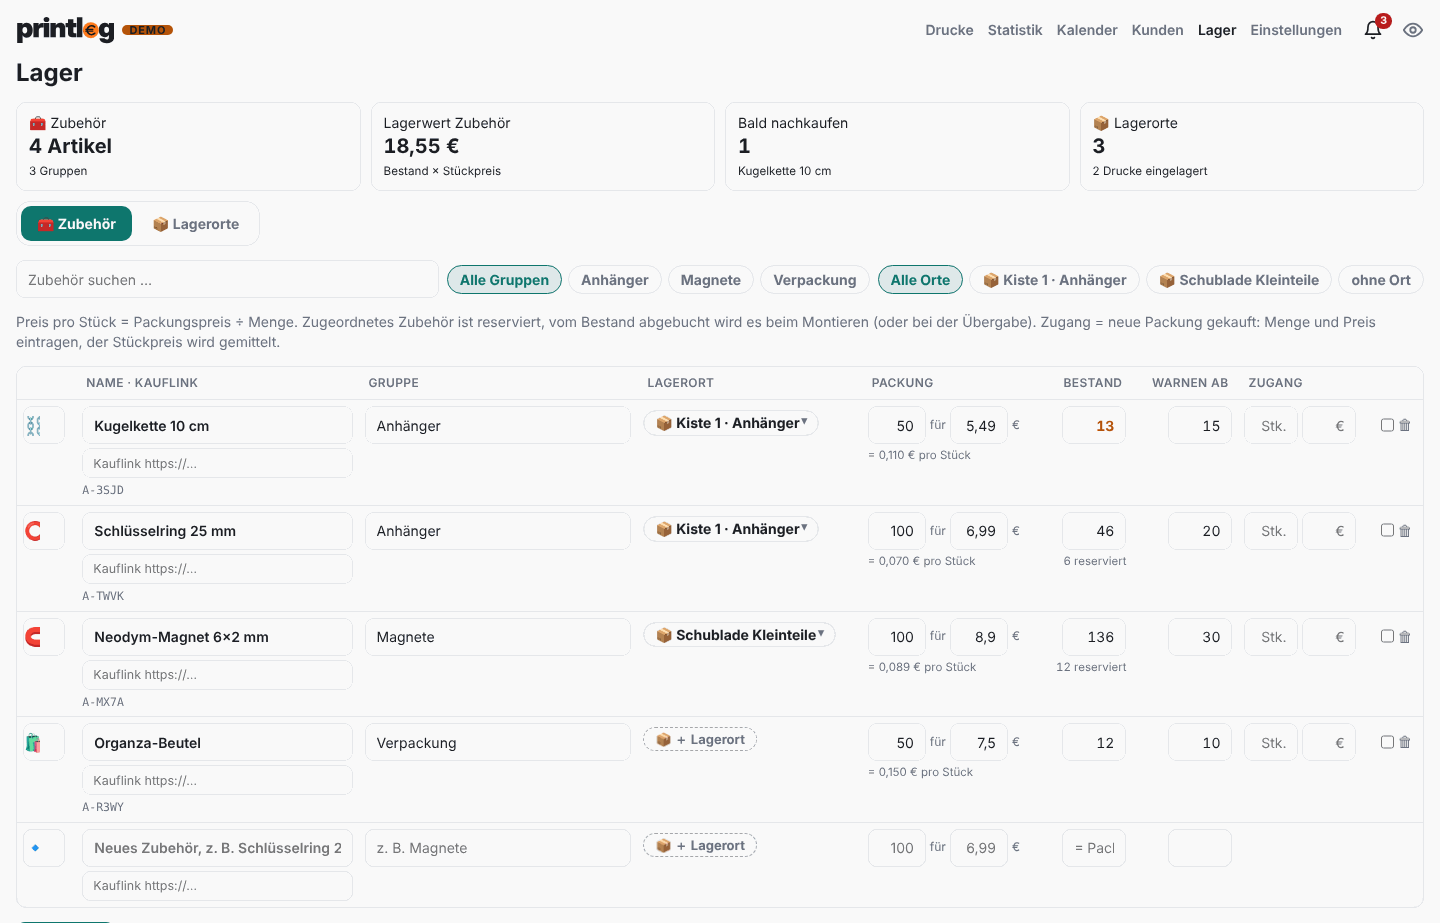 printl€g DEMO
Drucke Statistik Kalender Kunden Lager Einstellungen 3
Lager
Zubehör
4 Artikel
3 Gruppen
Lagerwert Zubehör
18,55 €
Bestand × Stückpreis
Bald nachkaufen
1
Kugelkette 10 cm
Lagerorte
3
2 Drucke eingelagert
Zubehör Lagerorte
Zubehör suchen ... Alle Gruppen Anhänger Magnete Verpackung Alle Orte Kiste 1 · Anhänger Schublade Kleinteile ohne Ort
Preis pro Stück = Packungspreis ÷ Menge. Zugeordnetes Zubehör ist reserviert, vom Bestand abgebucht wird es beim Montieren (oder bei der Übergabe). Zugang = neue Packung gekauft: Menge und Preis
eintragen, der Stückpreis wird gemittelt.
NAME · KAUFLINK GRUPPE LAGERORT PACKUNG BESTAND WARNEN AB ZUGANG
Kugelkette 10 cm Anhänger Kiste 1 · Anhänger 50 für 5,49 € 13 15 Stk. €
Kauflink https://... = 0,110 € pro Stück
A-3SJD
Schlüsselring 25 mm Anhänger Kiste 1 · Anhänger 100 für 6,99 € 46 20 Stk. €
Kauflink https://... = 0,070 € pro Stück 6 reserviert
A-TWVK
Neodym-Magnet 6×2 mm Magnete Schublade Kleinteile 100 für 8,9 € 136 30 Stk. €
Kauflink https://... = 0,089 € pro Stück 12 reserviert
A-MX7A
Organza-Beutel Verpackung + Lagerort 50 für 7,5 € 12 10 Stk. €
Kauflink https://... = 0,150 € pro Stück
A-R3WY
Neues Zubehör, z. B. Schlüsselring 2 z. B. Magnete + Lagerort 100 für 6,99 € = Pacl
Kauflink https://...